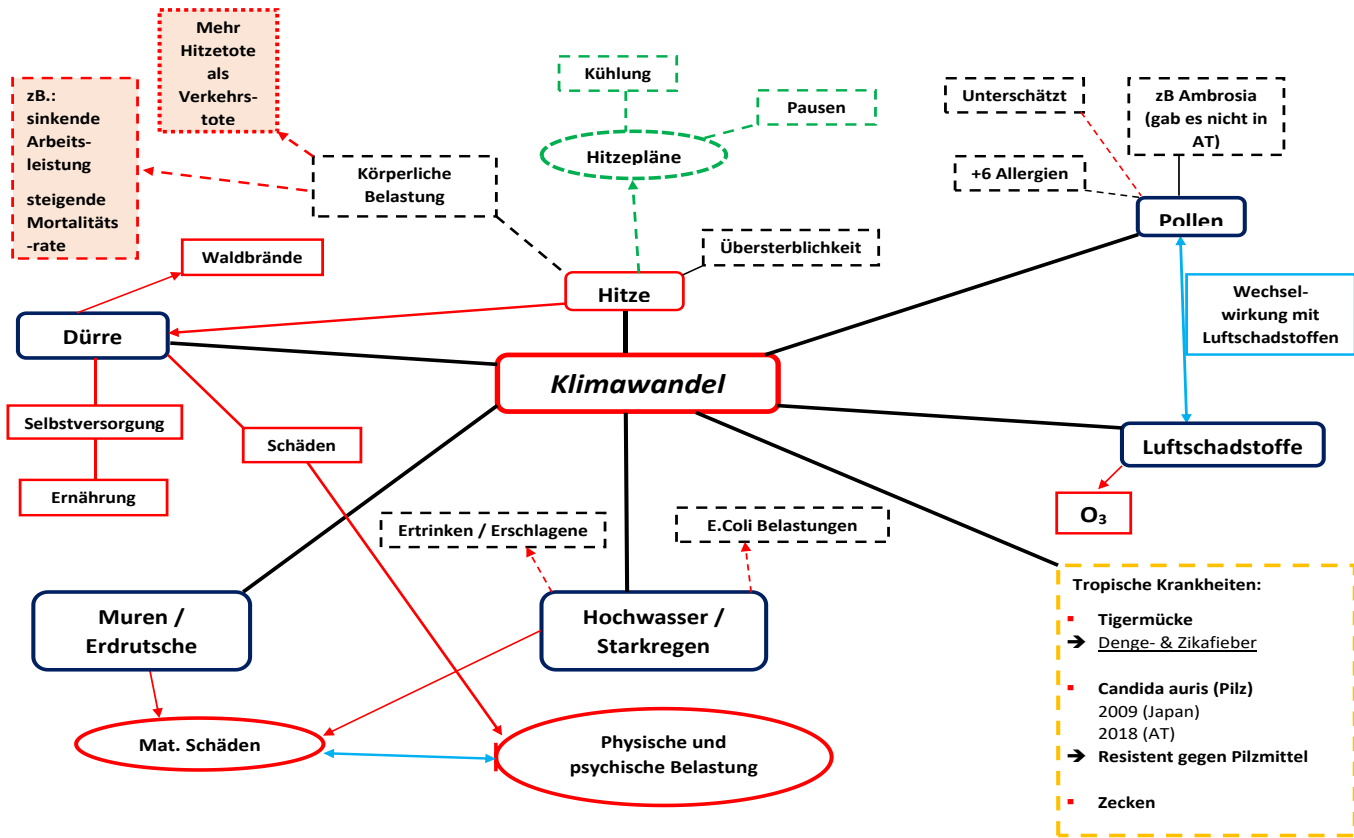 Mehr
Hitzetote
als
Verkehrs-
tote
zB.:
sinkende
Arbeits-
leistung
steigende
Mortalitäts
-rate
Körperliche
Belastung
Kühlung
Pausen
Hitzepläne
Übersterblichkeit
Unterschätzt
zB Ambrosia
(gab es nicht in
AT)
+6 Allergien
Pollen
Waldbrände
Hitze
Dürre
Wechsel-
wirkung mit
Luftschadstoffen
Klimawandel
Selbstversorgung
Schäden
Luftschadstoffe
Ernährung
O₃
Ertrinken / Erschlagene
E.Coli Belastungen
Muren /
Erdrutsche
Hochwasser /
Starkregen
Tropische Krankheiten:
▪ Tigermücke
➔ Denge- & Zikafieber
▪ Candida auris (Pilz)
2009 (Japan)
2018 (AT)
➔ Resistent gegen Pilzmittel
▪ Zecken
Mat. Schäden
Physische und
psychische Belastung